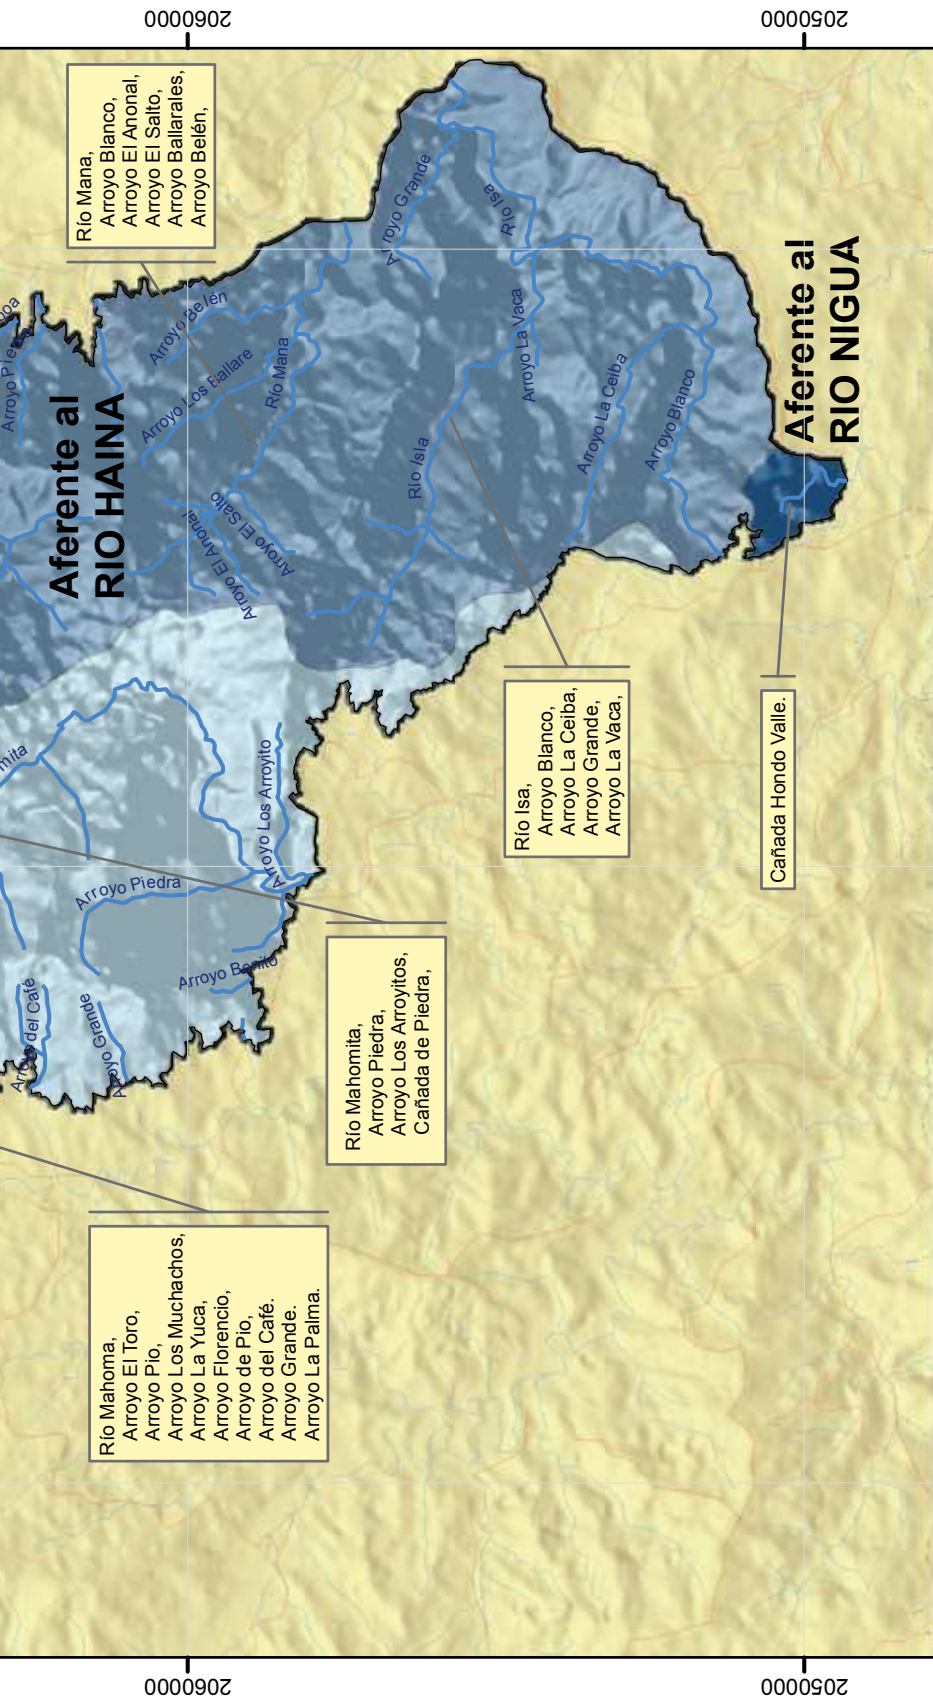 2060000
2050000
Río Mana,
Arroyo Blanco,
Arroyo El Anonal,
Arroyo El Salto,
Arroyo Ballarales,
Arroyo Belén,
Aferente al
RIO HAINA
Aferente al
RIO NIGUA
Arroyo Grande
Río Isa
Arroyo Belén
Arroyo Los Ballare
Río Mana
Arroyo La Vaca
Arroyo La Ceiba
Arroyo Blanco
Río Isla
Arroyo El Anonal
Arroyo El Salto
mita
Arroyo Los Arroyito
Arroyo Piedra
Arroyo Bonito
Arroyo del Café
Arroyo Grande
Río Isa,
Arroyo Blanco,
Arroyo La Ceiba,
Arroyo Grande,
Arroyo La Vaca,
Cañada Hondo Valle.
Río Mahomita,
Arroyo Piedra,
Arroyo Los Arroyitos,
Cañada de Piedra,
Río Mahoma,
Arroyo El Toro,
Arroyo Pio,
Arroyo Los Muchachos,
Arroyo La Yuca,
Arroyo Florencio,
Arroyo de Pio,
Arroyo del Café.
Arroyo Grande.
Arroyo La Palma.
2060000
2050000